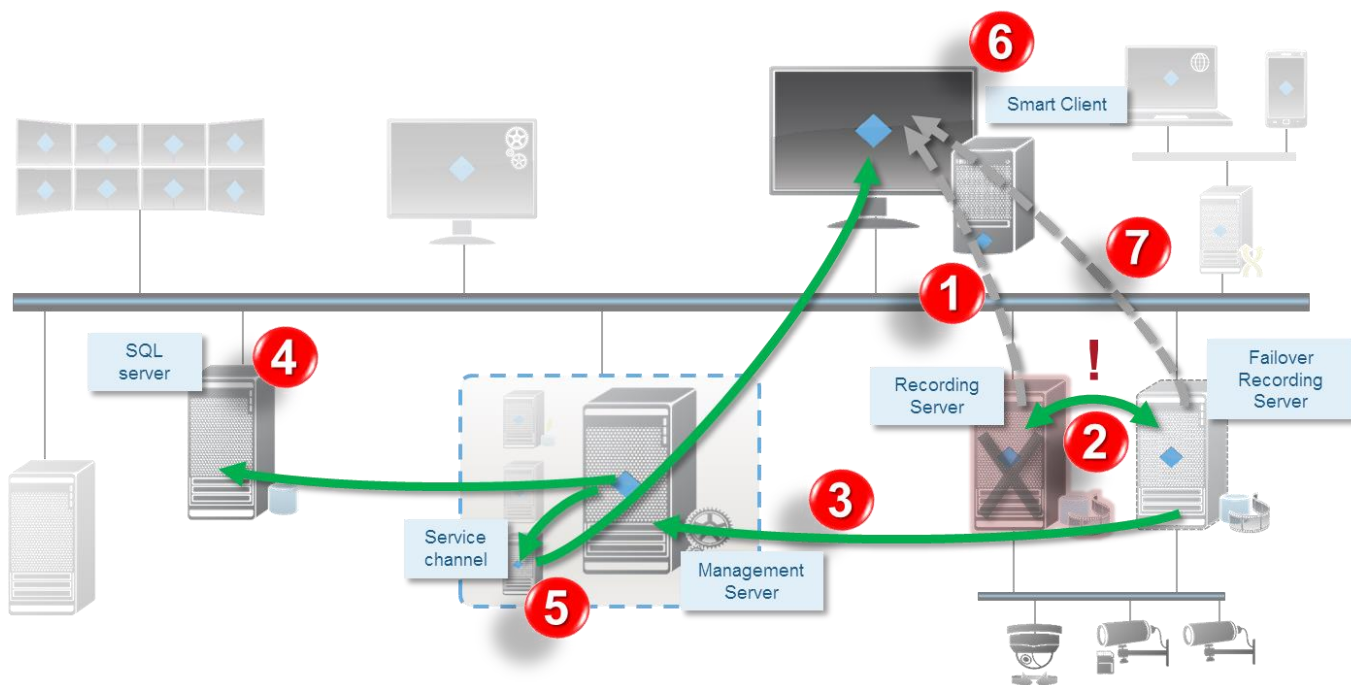 6
Smart Client
7
1
SQL
server
4
!
Recording
Server
Failover
Recording
Server
2
3
Service
channel
Management
Server
5